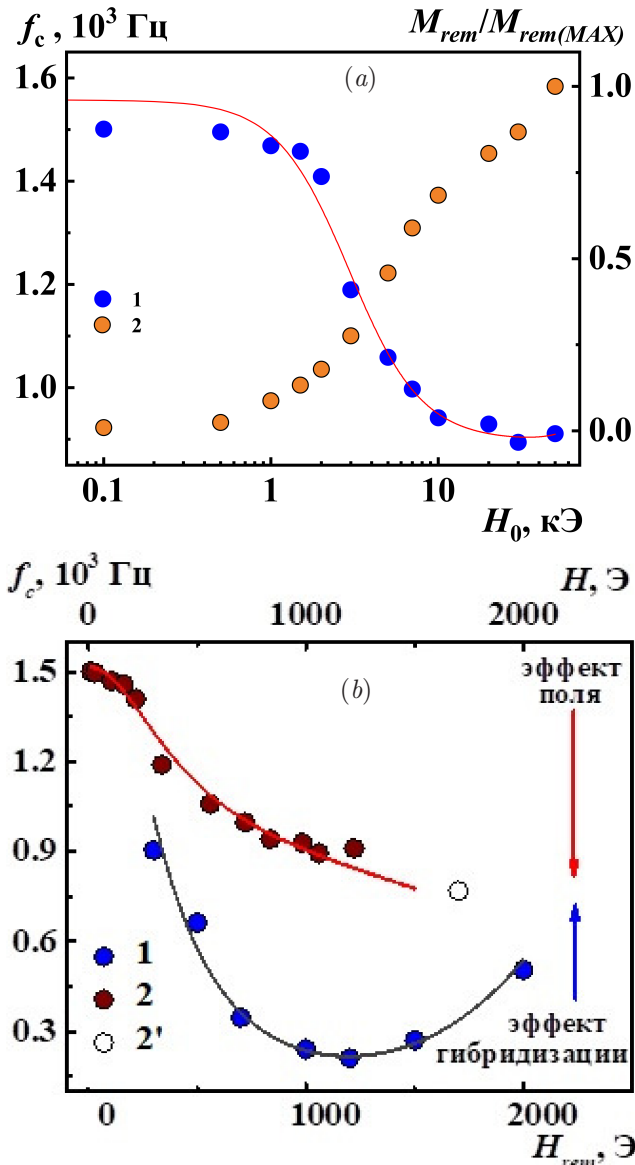 f_c, 10^3 Гц M_rem/M_rem(MAX)
(a)
1.6
1.4
1.2
1.0
1.0
0.5
0.0
1
2
0.1 1 10
H_0, кЭ
f_c, 10^3 Гц H, Э
0 1000 2000
(b)
1.5
1.2
0.9
0.6
0.3
эффект
поля
1
2
2'
эффект
гибридизации
0 1000 2000
H_rem, Э